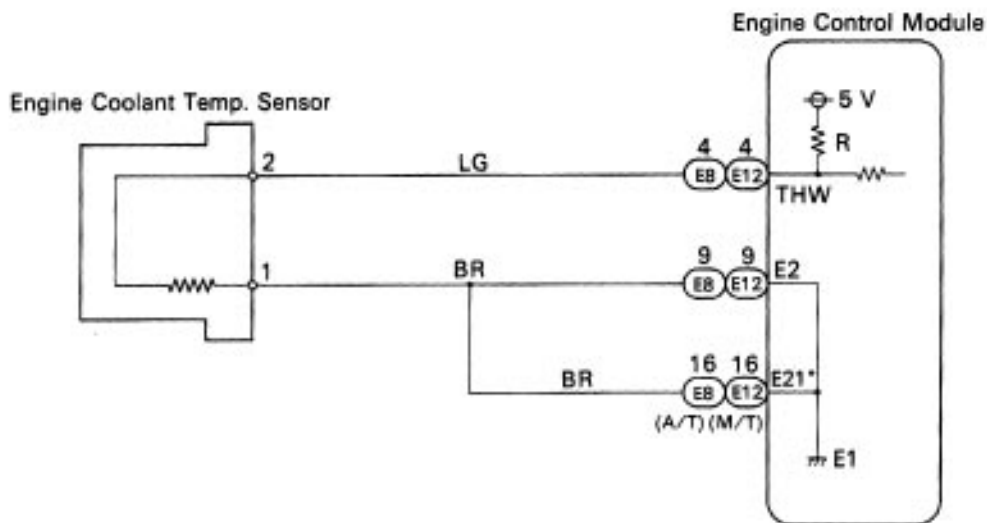 Engine Control Module
Engine Coolant Temp. Sensor
5 V
R
2
LG
4 4
E8 E12
THW
1
BR
9 9
E8 E12
E2
BR
16 16
E8 E12
E21*
(A/T) (M/T)
E1